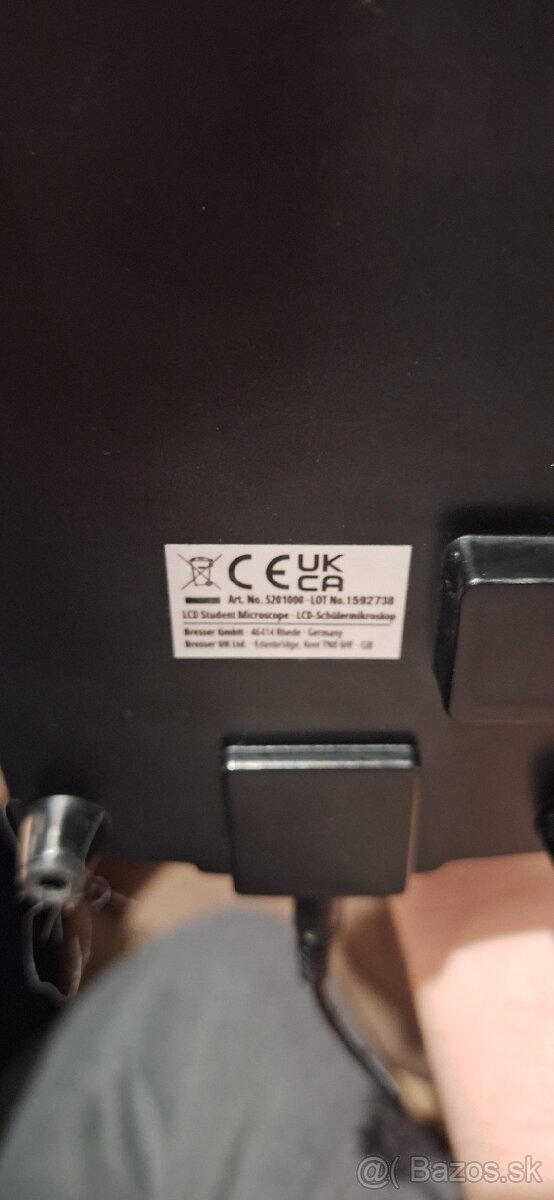 CE UK CA
Art. No. 5201000 · LOT No. 1592738
LCD Student Microscope · LCD-Schülermikroskop
Bresser GmbH · 46414 Rhede · Germany
Bresser UK Ltd. · Edenbridge, Kent TN8 6HF · GB
@( Bazos.sk